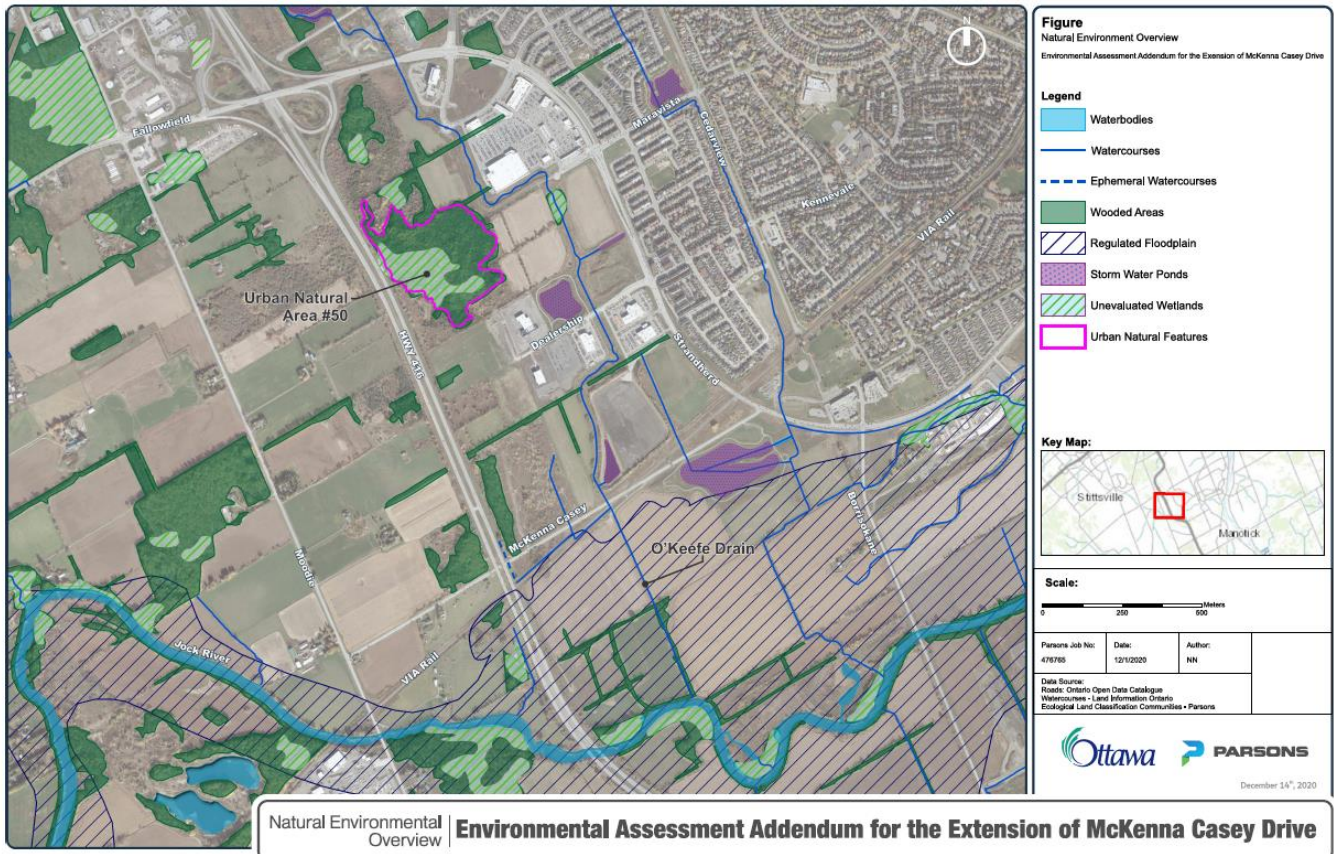 N
Fallowfield
Maravista
Cedarview
Kennevale
VIA Rail
Urban Natural
Area #50
HWY 416
Dealership
Strandherd
McKenna Casey
O'Keefe Drain
Borrisokane
Moodie
Jock River
VIA Rail
Figure
Natural Environment Overview
Environmental Assessment Addendum for the Extension of McKenna Casey Drive
Legend
Waterbodies
Watercourses
Ephemeral Watercourses
Wooded Areas
Regulated Floodplain
Storm Water Ponds
Unevaluated Wetlands
Urban Natural Features
Key Map:
Stittsville
Manotick
Scale:
0 250 500 Meters
Parsons Job No: Date: Author:
476765 12/1/2020 NN
Data Source:
Roads: Ontario Open Data Catalogue
Watercourses - Land Information Ontario
Ecological Land Classification Communities - Parsons
Ottawa PARSONS
December 14th, 2020
Natural Environmental
Overview
Environmental Assessment Addendum for the Extension of McKenna Casey Drive